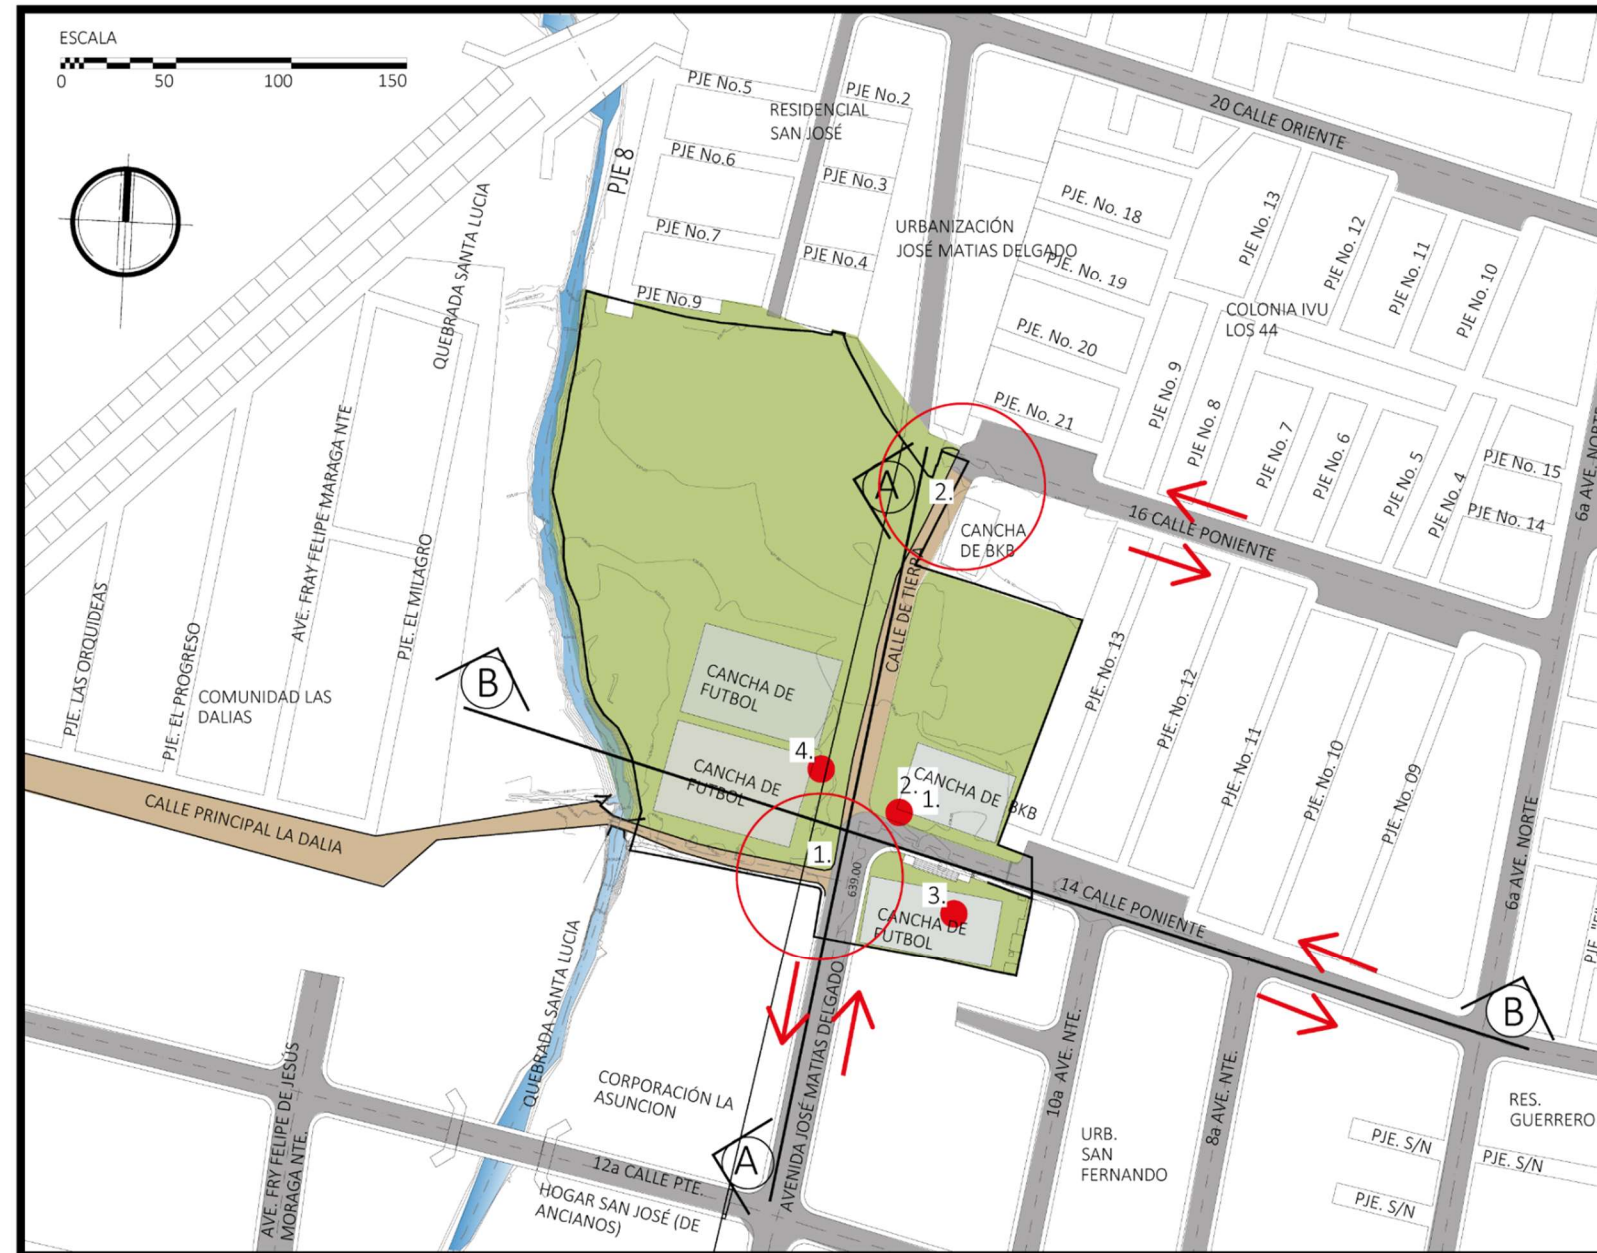 ESCALA
0 50 100 150
PJE No.5
RESIDENCIAL
SAN JOSÉ
PJE No.2
20 CALLE ORIENTE
PJE 8
PJE No.6
PJE No.3
PJE No.7
PJE No.4
PJE No.9
URBANIZACIÓN
JOSÉ MATIAS DELGADO
PJE. No. 18
PJE. No. 19
PJE. No. 20
PJE. No. 21
PJE No. 13
PJE No. 12
PJE No. 11
PJE No. 10
COLONIA IVU
LOS 44
PJE No. 9
PJE No. 8
PJE No. 7
PJE No. 6
PJE No. 5
PJE No. 4
PJE No. 15
PJE No. 14
6a AVE. NORTE
QUEBRADA SANTA LUCIA
AVE. FRAY FELIPE MARAGA NTE
PJE. EL MILAGRO
PJE. EL PROGRESO
PJE. LAS ORQUIDEAS
COMUNIDAD LAS
DALIAS
CALLE PRINCIPAL LA DALIA
A
2.
CANCHA
DE BKB
16 CALLE PONIENTE
CALLE DE TIERRA
B
CANCHA DE
FUTBOL
4.
CANCHA DE
FUTBOL
CANCHA DE BKB
2. 1.
1.
639.00
3.
CANCHA DE
FUTBOL
PJE. No. 13
PJE. No. 12
PJE. No. 11
PJE. No. 10
PJE. No. 09
6a AVE. NORTE
14 CALLE PONIENTE
B
QUEBRADA SANTA LUCIA
AVENIDA JOSÉ MATIAS DELGADO
CORPORACIÓN LA
ASUNCION
A
12a CALLE PTE.
HOGAR SAN JOSÉ (DE
ANCIANOS)
AVE. FRY FELIPE DE JESUS
MORAGA NTE.
10a AVE. NTE.
8a AVE. NTE.
URB.
SAN
FERNANDO
RES.
GUERRERO
PJE. S/N
PJE. S/N
PJE. S/N